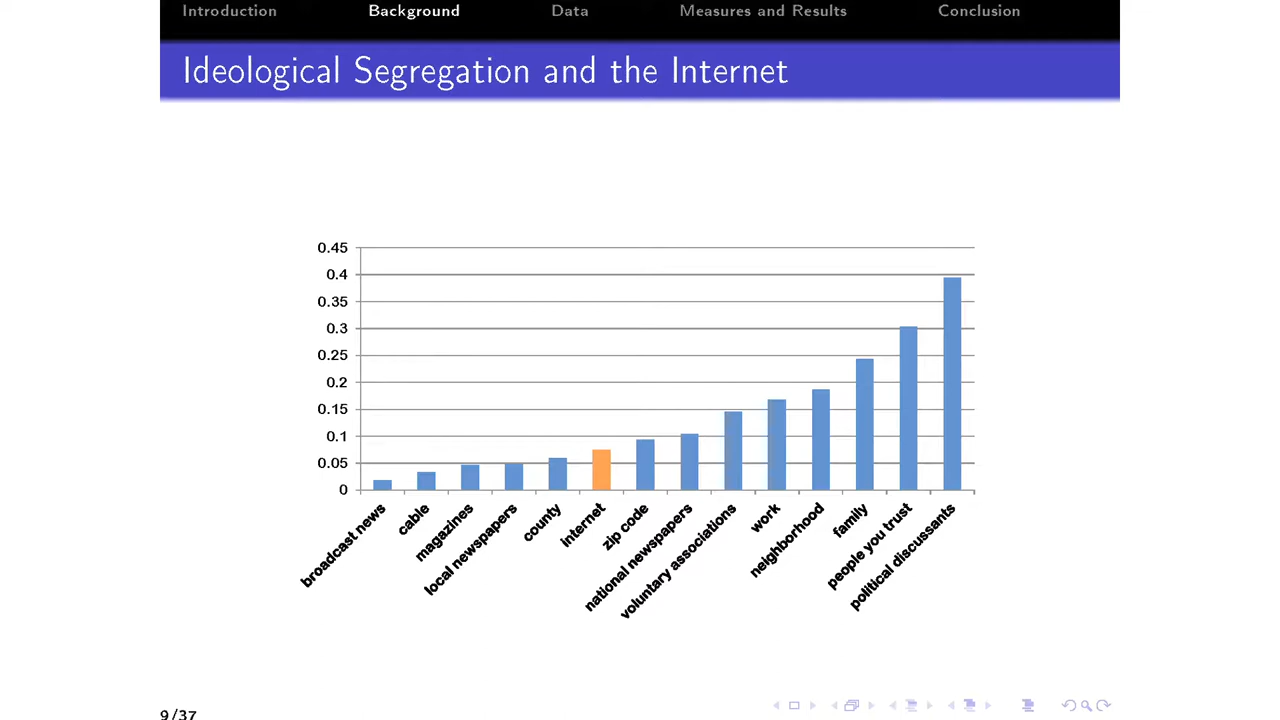 Introduction Background Data Measures and Results Conclusion
Ideological Segregation and the Internet
0.45
0.4
0.35
0.3
0.25
0.2
0.15
0.1
0.05
0
broadcast news
cable
magazines
local newspapers
county
internet
zip code
national newspapers
voluntary associations
work
neighborhood
family
people you trust
political discussants
9/37